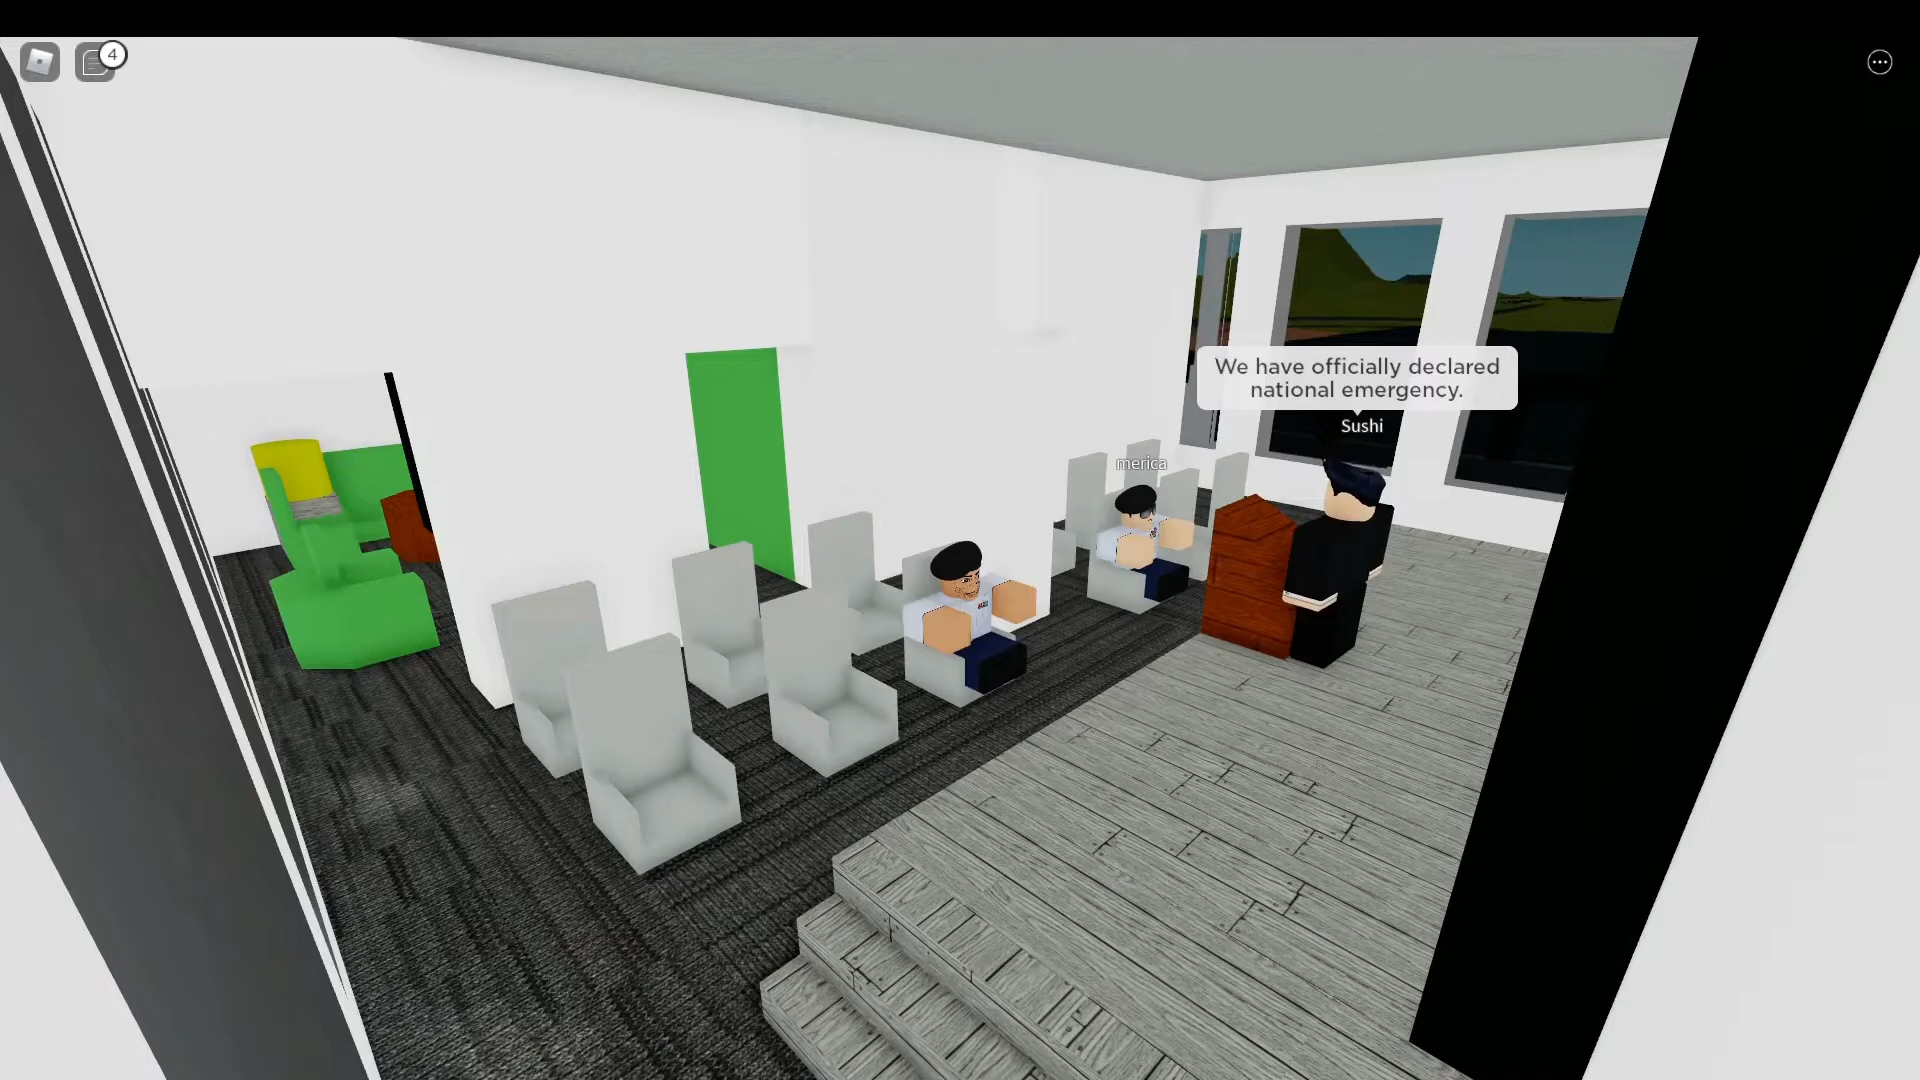 4
We have officially declared
national emergency.
Sushi
merica